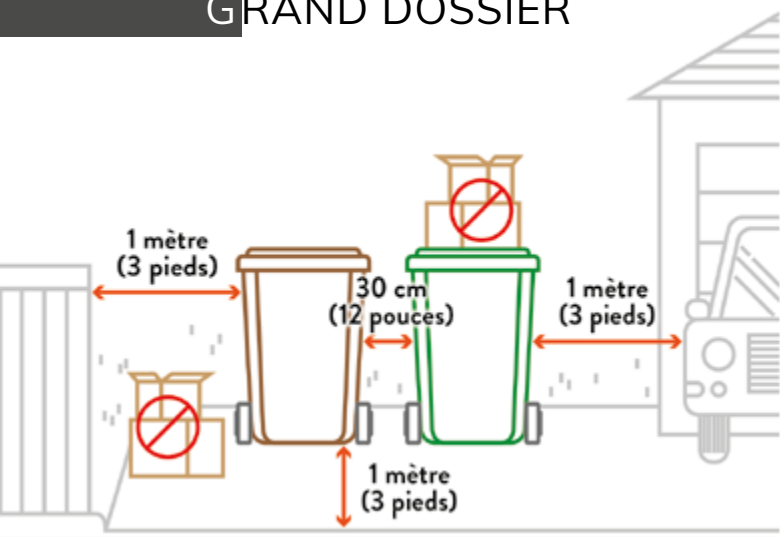 GRAND DOSSIER
1 mètre
(3 pieds)
30 cm
(12 pouces)
1 mètre
(3 pieds)
1 mètre
(3 pieds)